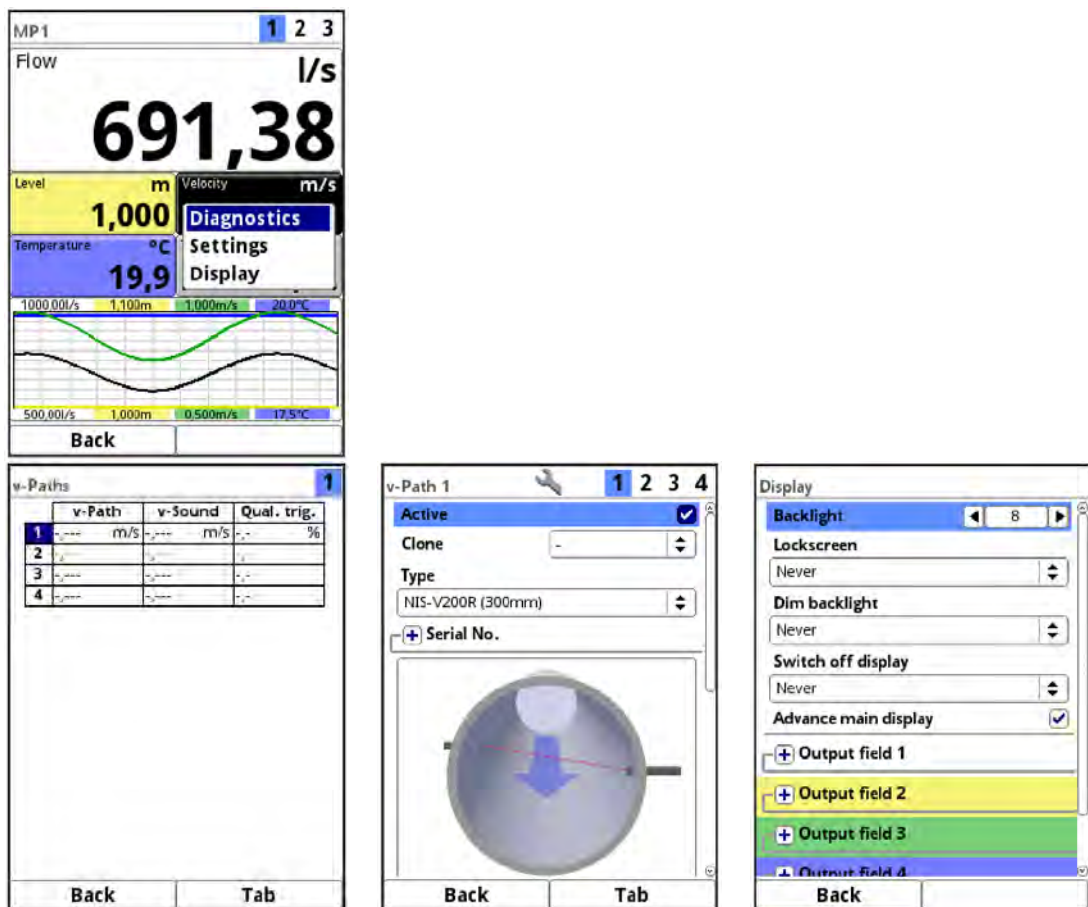 MP1 1 2 3
Flow l/s
691,38
Level m Velocity m/s
1,000 Diagnostics
Settings
Temperature °C
19,9 Display
1000,00l/s 1,100m 1,000m/s 20,0°C
500,00l/s 1,000m 0,500m/s 17,5°C
Back
v-Paths 1
v-Path v-Sound Qual. trig.
1 -,--- m/s -,--- m/s -,- %
2
3 -,--- -,--- -,-
4 -,--- -,--- -,-
Back Tab
v-Path 1 1 2 3 4
Active
Clone -
Type
NIS-V200R (300mm)
+ Serial No.
Back Tab
Display
Backlight 8
Lockscreen
Never
Dim backlight
Never
Switch off display
Never
Advance main display
+ Output field 1
+ Output field 2
+ Output field 3
+ Output field 4
Back